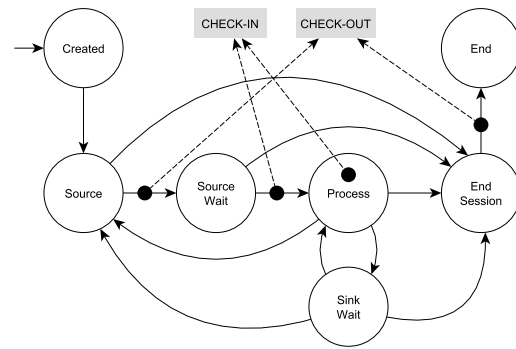 CHECK-IN
CHECK-OUT
Created
End
Source
Source
Wait
Process
End
Session
Sink
Wait